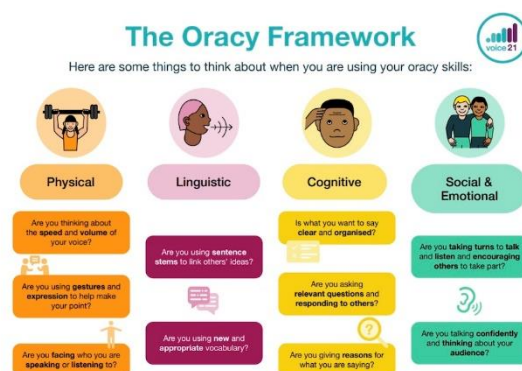 The Oracy Framework
voice21
Here are some things to think about when you are using your oracy skills:
Physical
Are you thinking about
the speed and volume of
your voice?
Are you using gestures and
expression to help make
your point?
Are you facing who you are
speaking or listening to?
Linguistic
Are you using sentence
stems to link others' ideas?
Are you using new and
appropriate vocabulary?
Cognitive
Is what you want to say
clear and organised?
Are you asking
relevant questions and
responding to others?
Are you giving reasons for
what you are saying?
Social &
Emotional
Are you taking turns to talk
and listen and encouraging
others to take part?
Are you talking confidently
and thinking about your
audience?